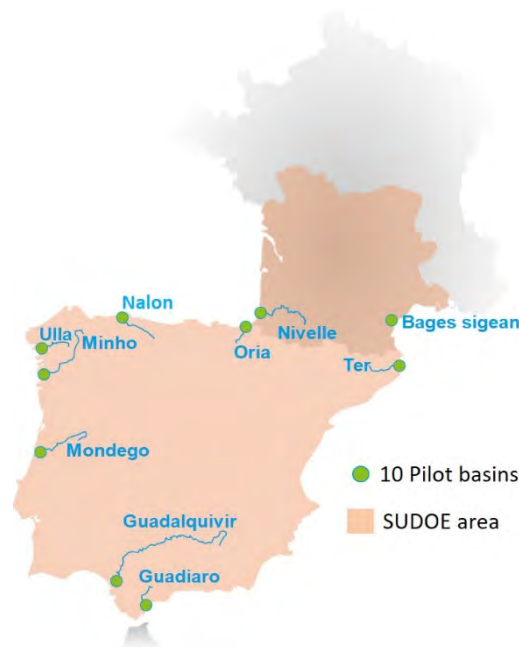 Nalon
Ulla
Minho
Oria
Nivelle
Bages sigean
Ter
Mondego
10 Pilot basins
SUDOE area
Guadalquivir
Guadiaro